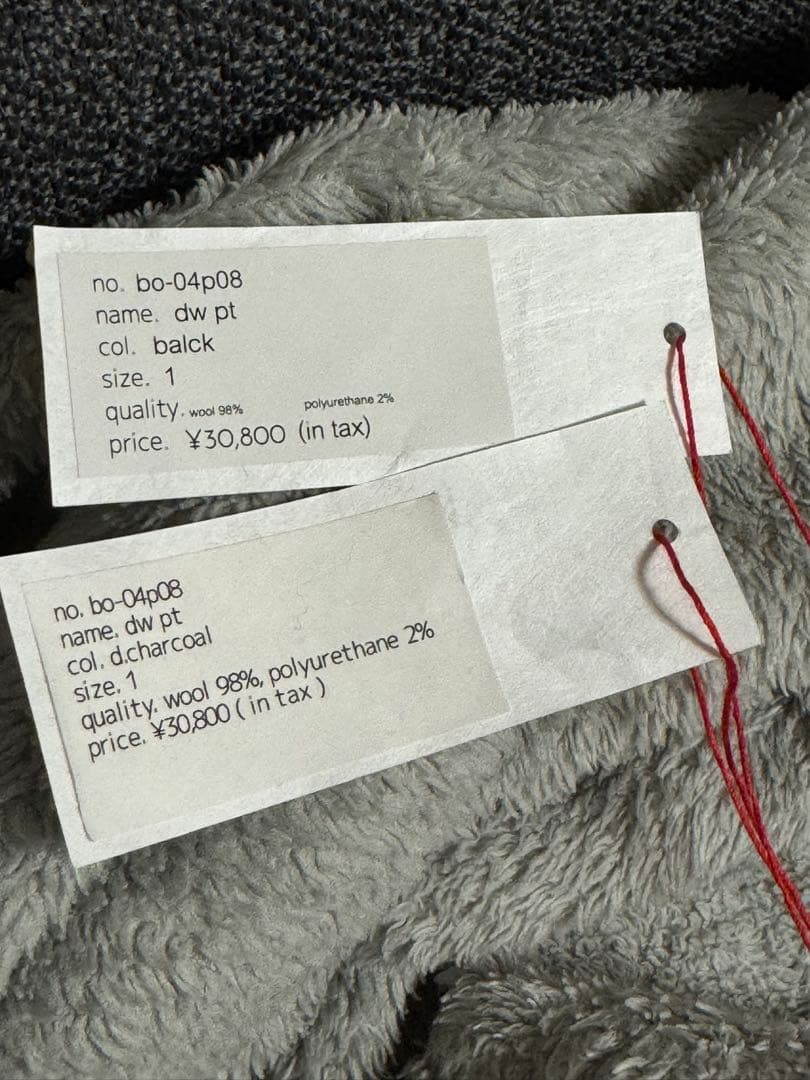 no. bo-04p08
name. dw pt
col. balck
size. 1
quality. wool 98% polyurethane 2%
price. ¥30,800 (in tax)
no. bo-04p08
name. dw pt
col. d.charcoal
size. 1
quality. wool 98%, polyurethane 2%
price. ¥30,800 ( in tax )